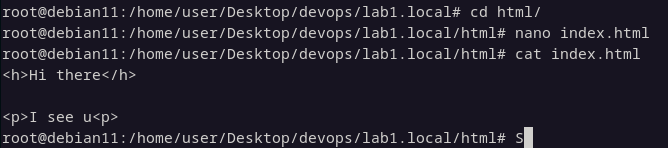 root@debian11:/home/user/Desktop/devops/lab1.local# cd html/
root@debian11:/home/user/Desktop/devops/lab1.local/html# nano index.html
root@debian11:/home/user/Desktop/devops/lab1.local/html# cat index.html
<h>Hi there</h>
<p>I see u<p>
root@debian11:/home/user/Desktop/devops/lab1.local/html# S